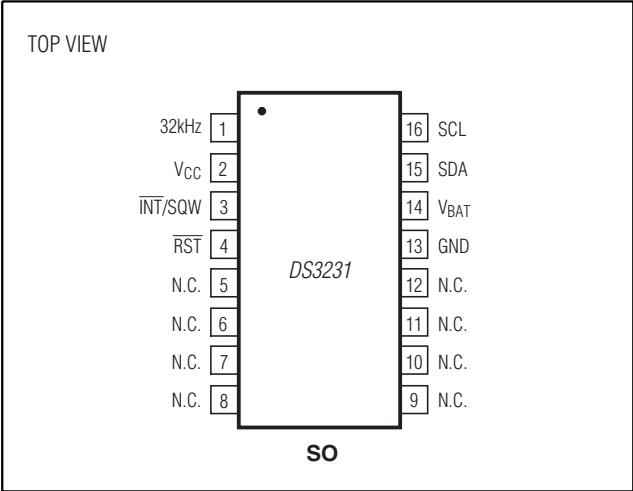 TOP VIEW
32kHz 1 16 SCL
VCC 2 15 SDA
INT/SQW 3 14 VBAT
RST 4 13 GND
DS3231
N.C. 5 12 N.C.
N.C. 6 11 N.C.
N.C. 7 10 N.C.
N.C. 8 9 N.C.
SO